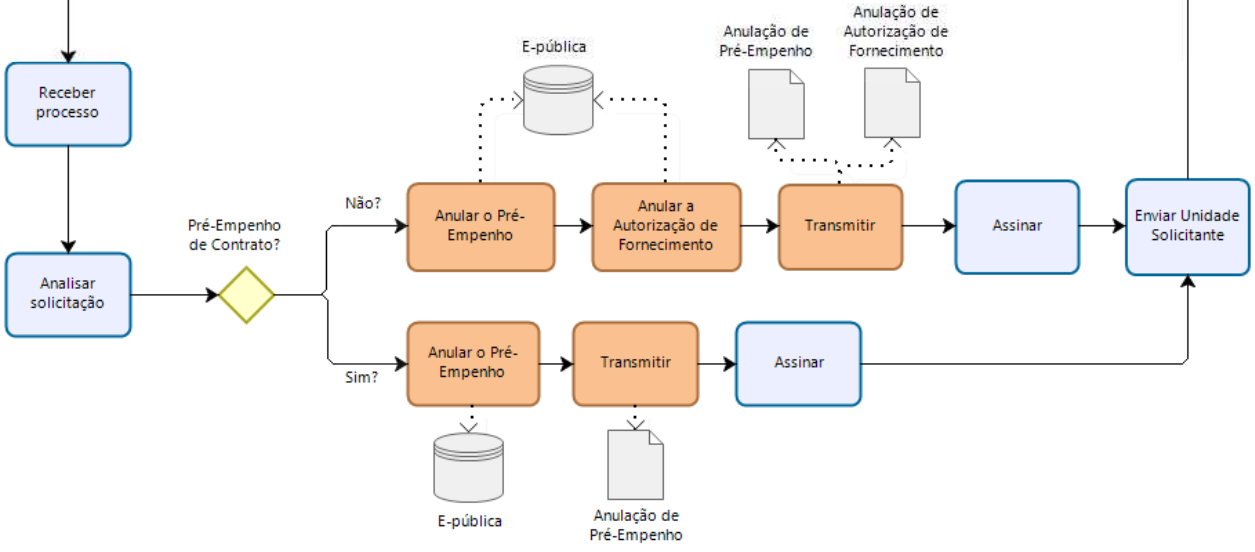 Anulação de
Autorização de
Fornecimento
Anulação de
Pré-Empenho
E-pública
Receber
processo
Pré-Empenho
de Contrato?
Não?
Anular o Pré-
Empenho
Anular a
Autorização de
Fornecimento
Transmitir
Assinar
Enviar Unidade
Solicitante
Analisar
solicitação
Sim?
Anular o Pré-
Empenho
Transmitir
Assinar
E-pública
Anulação de
Pré-Empenho